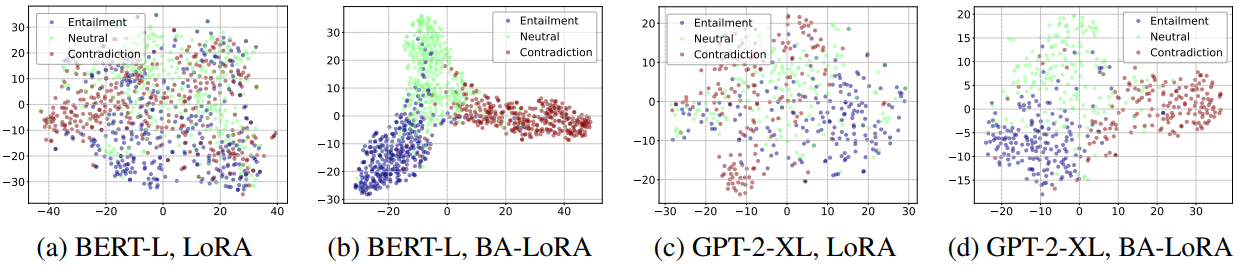 Entailment
Neutral
Contradiction
30
20
10
0
−10
−20
−30
−40 −20 0 20 40
(a) BERT-L, LoRA
Entailment
Neutral
Contradiction
30
20
10
0
−10
−20
−30
−20 0 20 40
(b) BERT-L, BA-LoRA
Entailment
Neutral
Contradiction
20
10
0
−10
−20
−30 −20 −10 0 10 20 30
(c) GPT-2-XL, LoRA
Entailment
Neutral
Contradiction
20
15
10
5
0
−5
−10
−15
−20 −10 0 10 20 30
(d) GPT-2-XL, BA-LoRA